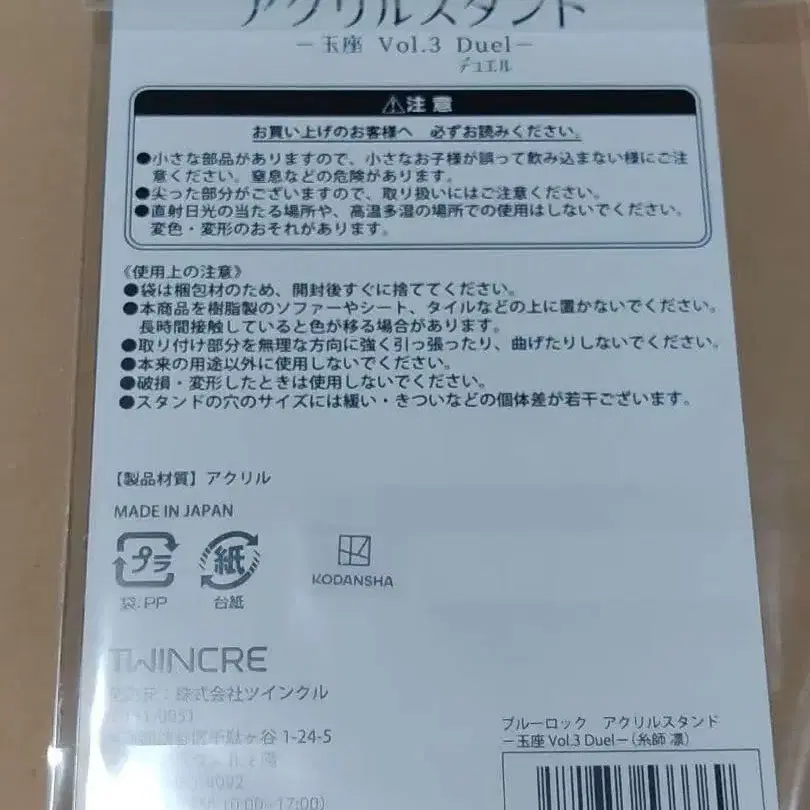 アクリルスタンド
－玉座 Vol.3 Duel－
デュエル
⚠注意
お買い上げのお客様へ 必ずお読みください。
●小さな部品がありますので、小さなお子様が誤って飲み込まない様にご注
意ください。窒息などの危険があります。
●尖った部分がございますので、取り扱いにはご注意ください。
●直射日光の当たる場所や、高温多湿の場所での使用はしないでください。
変色・変形のおそれがあります。
《使用上の注意》
●袋は梱包材のため、開封後すぐに捨ててください。
●本商品を樹脂製のソファーやシート、タイルなどの上に置かないでください。
長時間接触していると色が移る場合があります。
●取り付け部分を無理な方向に強く引っ張ったり、曲げたりしないでください。
●本来の用途以外に使用しないでください。
●破損・変形したときは使用しないでください。
●スタンドの穴のサイズには緩い・きついなどの個体差が若干ございます。
【製品材質】アクリル
MADE IN JAPAN
プラ 紙
袋:PP 台紙
KODANSHA
TWINCRE
：株式会社ツインクル
0051
千駄ヶ谷 1-24-5
10:00~17:00)
ブルーロック アクリルスタンド
－玉座 Vol.3 Duel－(糸師 凛)